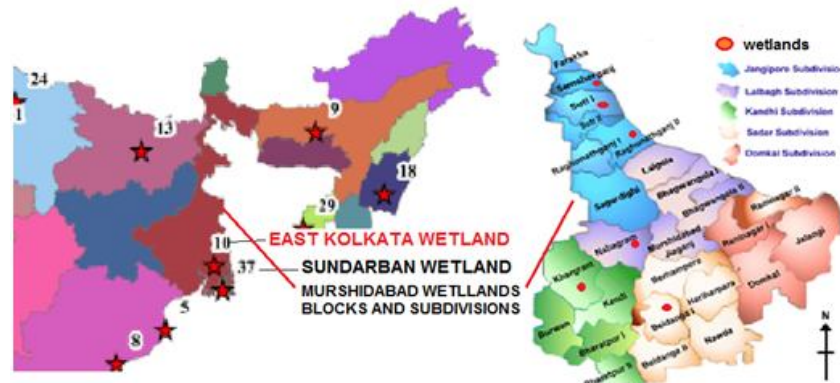 24
1
13
9
18
29
10
EAST KOLKATA WETLAND
37
SUNDARBAN WETLAND
MURSHIDABAD WETLLANDS
BLOCKS AND SUBDIVISIONS
5
8
wetlands
Jangipore Subdivision
Lalbagh Subdivision
Kandhi Subdivision
Sadar Subdivision
Domkal Subdivision
Farakka
Samsherganj
Suti I
Suti II
Raghunathganj I
Raghunathganj II
Lalgola
Sagardighi
Bhagwangola I
Bhagwangola II
Raninagar II
Raninagar I
Jalangi
Nabagram
Murshidabad
Jiaganj
Domkal
Khargram
Kandi
Berhampore
Hariharpara
Burwan
Beldanga I
Nawda
Bharatpur I
Beldanga II
Bharatpur II
N